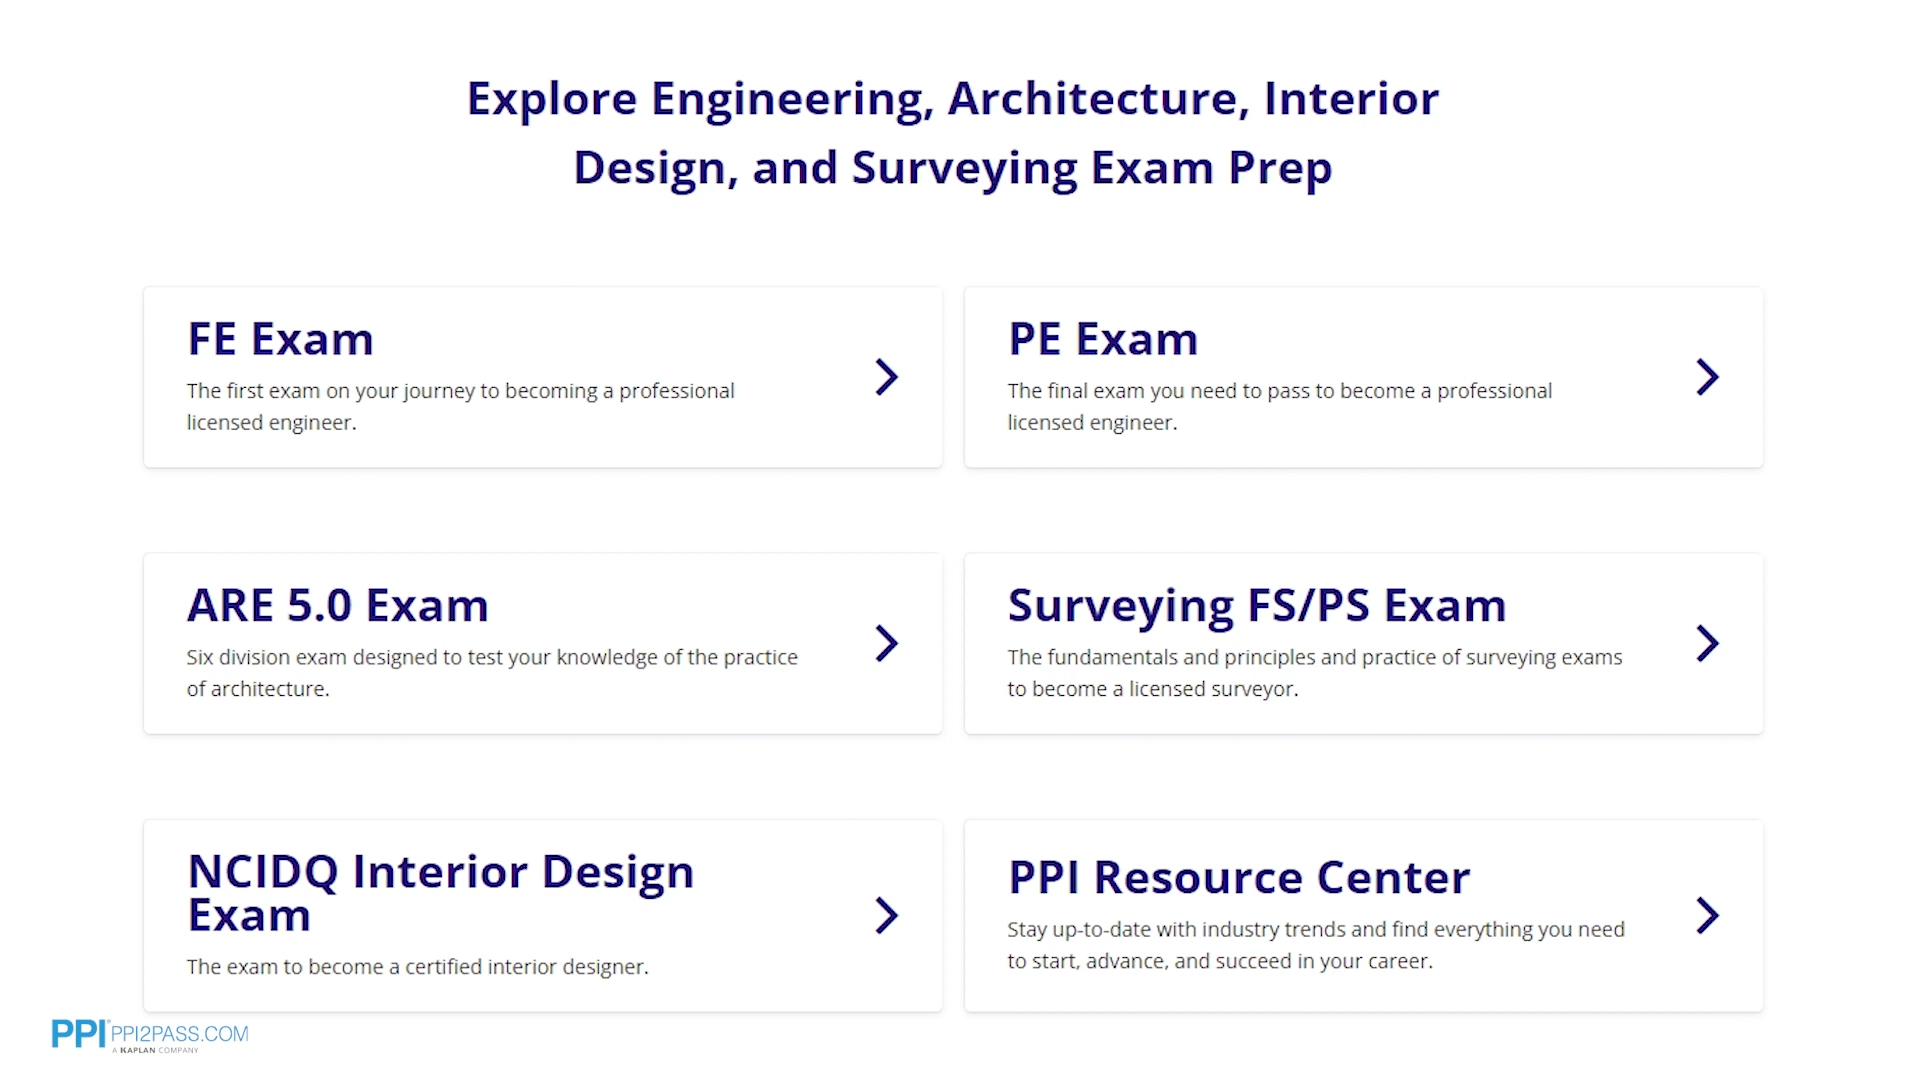 Explore Engineering, Architecture, Interior
Design, and Surveying Exam Prep
FE Exam
The first exam on your journey to becoming a professional
licensed engineer.
PE Exam
The final exam you need to pass to become a professional
licensed engineer.
ARE 5.0 Exam
Six division exam designed to test your knowledge of the practice
of architecture.
Surveying FS/PS Exam
The fundamentals and principles and practice of surveying exams
to become a licensed surveyor.
NCIDQ Interior Design
Exam
The exam to become a certified interior designer.
PPI Resource Center
Stay up-to-date with industry trends and find everything you need
to start, advance, and succeed in your career.
PPI® PPI2PASS.COM
A KAPLAN COMPANY